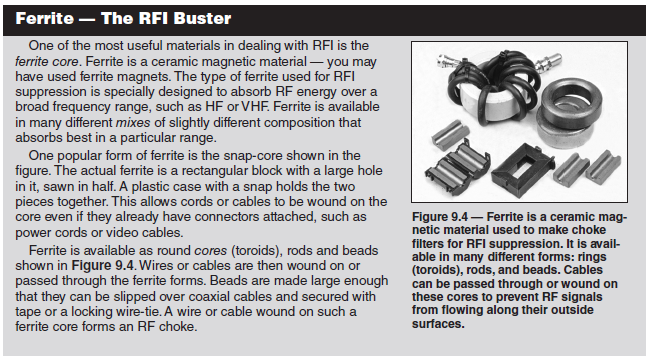 Ferrite — The RFI Buster
One of the most useful materials in dealing with RFI is the
ferrite core. Ferrite is a ceramic magnetic material — you may
have used ferrite magnets. The type of ferrite used for RFI
suppression is specially designed to absorb RF energy over a
broad frequency range, such as HF or VHF. Ferrite is available
in many different mixes of slightly different composition that
absorbs best in a particular range.
One popular form of ferrite is the snap-core shown in the
figure. The actual ferrite is a rectangular block with a large hole
in it, sawn in half. A plastic case with a snap holds the two
pieces together. This allows cords or cables to be wound on the
core even if they already have connectors attached, such as
power cords or video cables.
Ferrite is available as round cores (toroids), rods and beads
shown in Figure 9.4. Wires or cables are then wound on or
passed through the ferrite forms. Beads are made large enough
that they can be slipped over coaxial cables and secured with
tape or a locking wire-tie. A wire or cable wound on such a
ferrite core forms an RF choke.
Figure 9.4 — Ferrite is a ceramic mag-
netic material used to make choke
filters for RFI suppression. It is avail-
able in many different forms: rings
(toroids), rods, and beads. Cables
can be passed through or wound on
these cores to prevent RF signals
from flowing along their outside
surfaces.